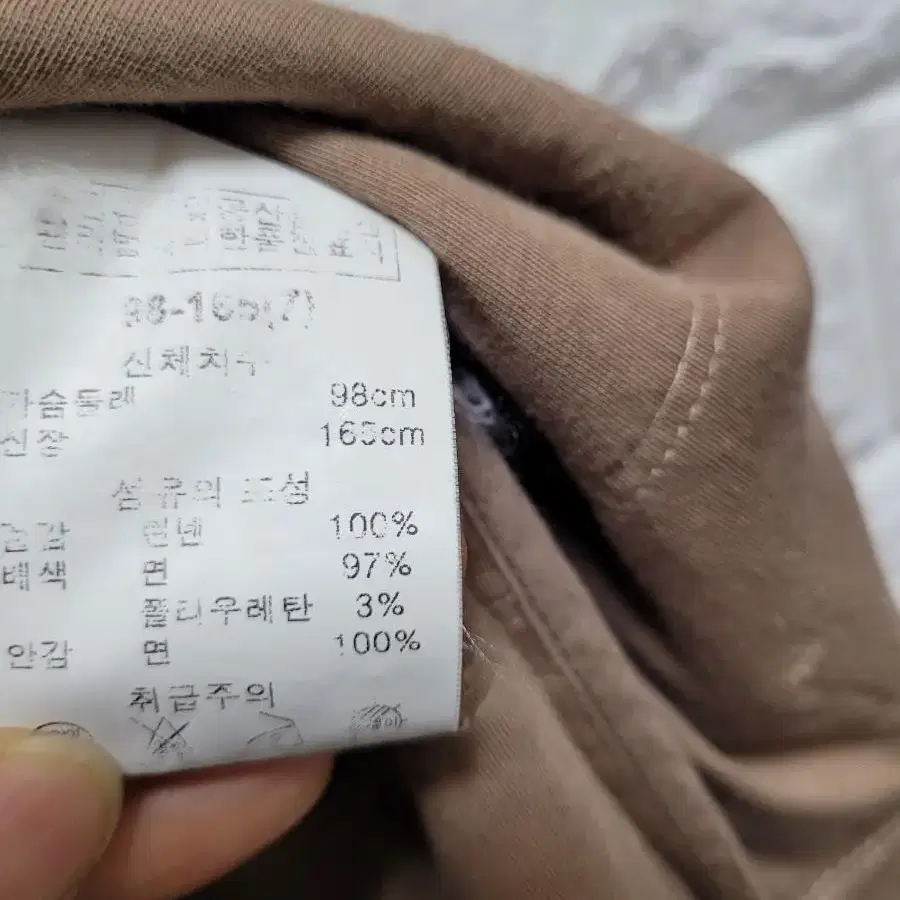 98-165(7)
신체치수
가슴둘레 98cm
신장 165cm
섬유의 조성
겉감 린넨 100%
배색 면 97%
폴리우레탄 3%
안감 면 100%
취급주의